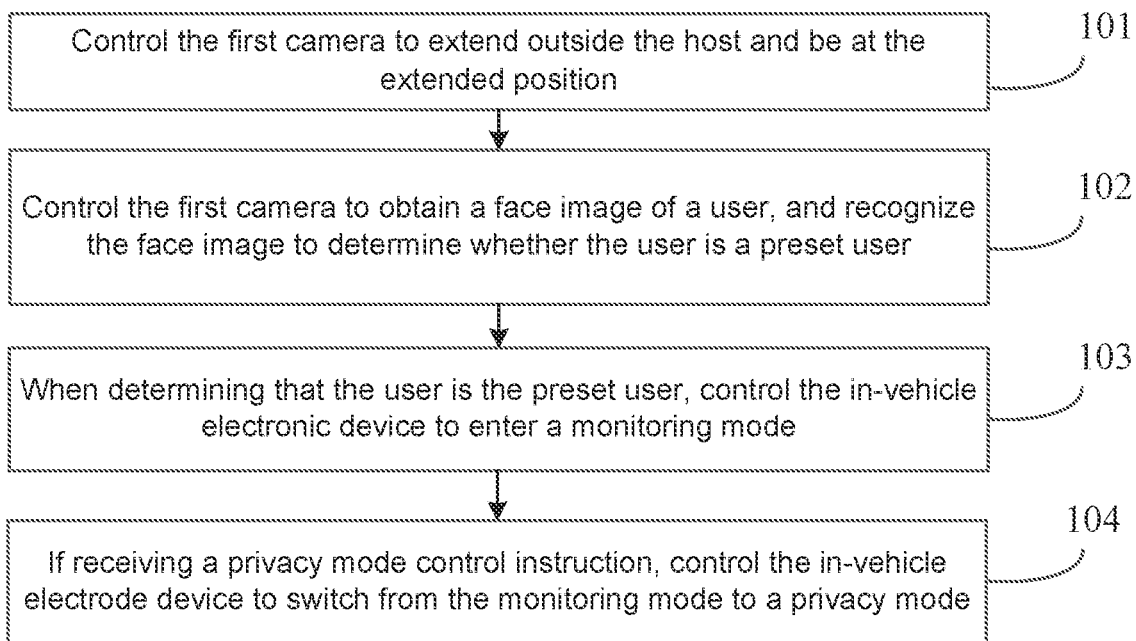 Control the first camera to extend outside the host and be at the
extended position
101
Control the first camera to obtain a face image of a user, and recognize
the face image to determine whether the user is a preset user
102
When determining that the user is the preset user, control the in-vehicle
electronic device to enter a monitoring mode
103
If receiving a privacy mode control instruction, control the in-vehicle
electrode device to switch from the monitoring mode to a privacy mode
104